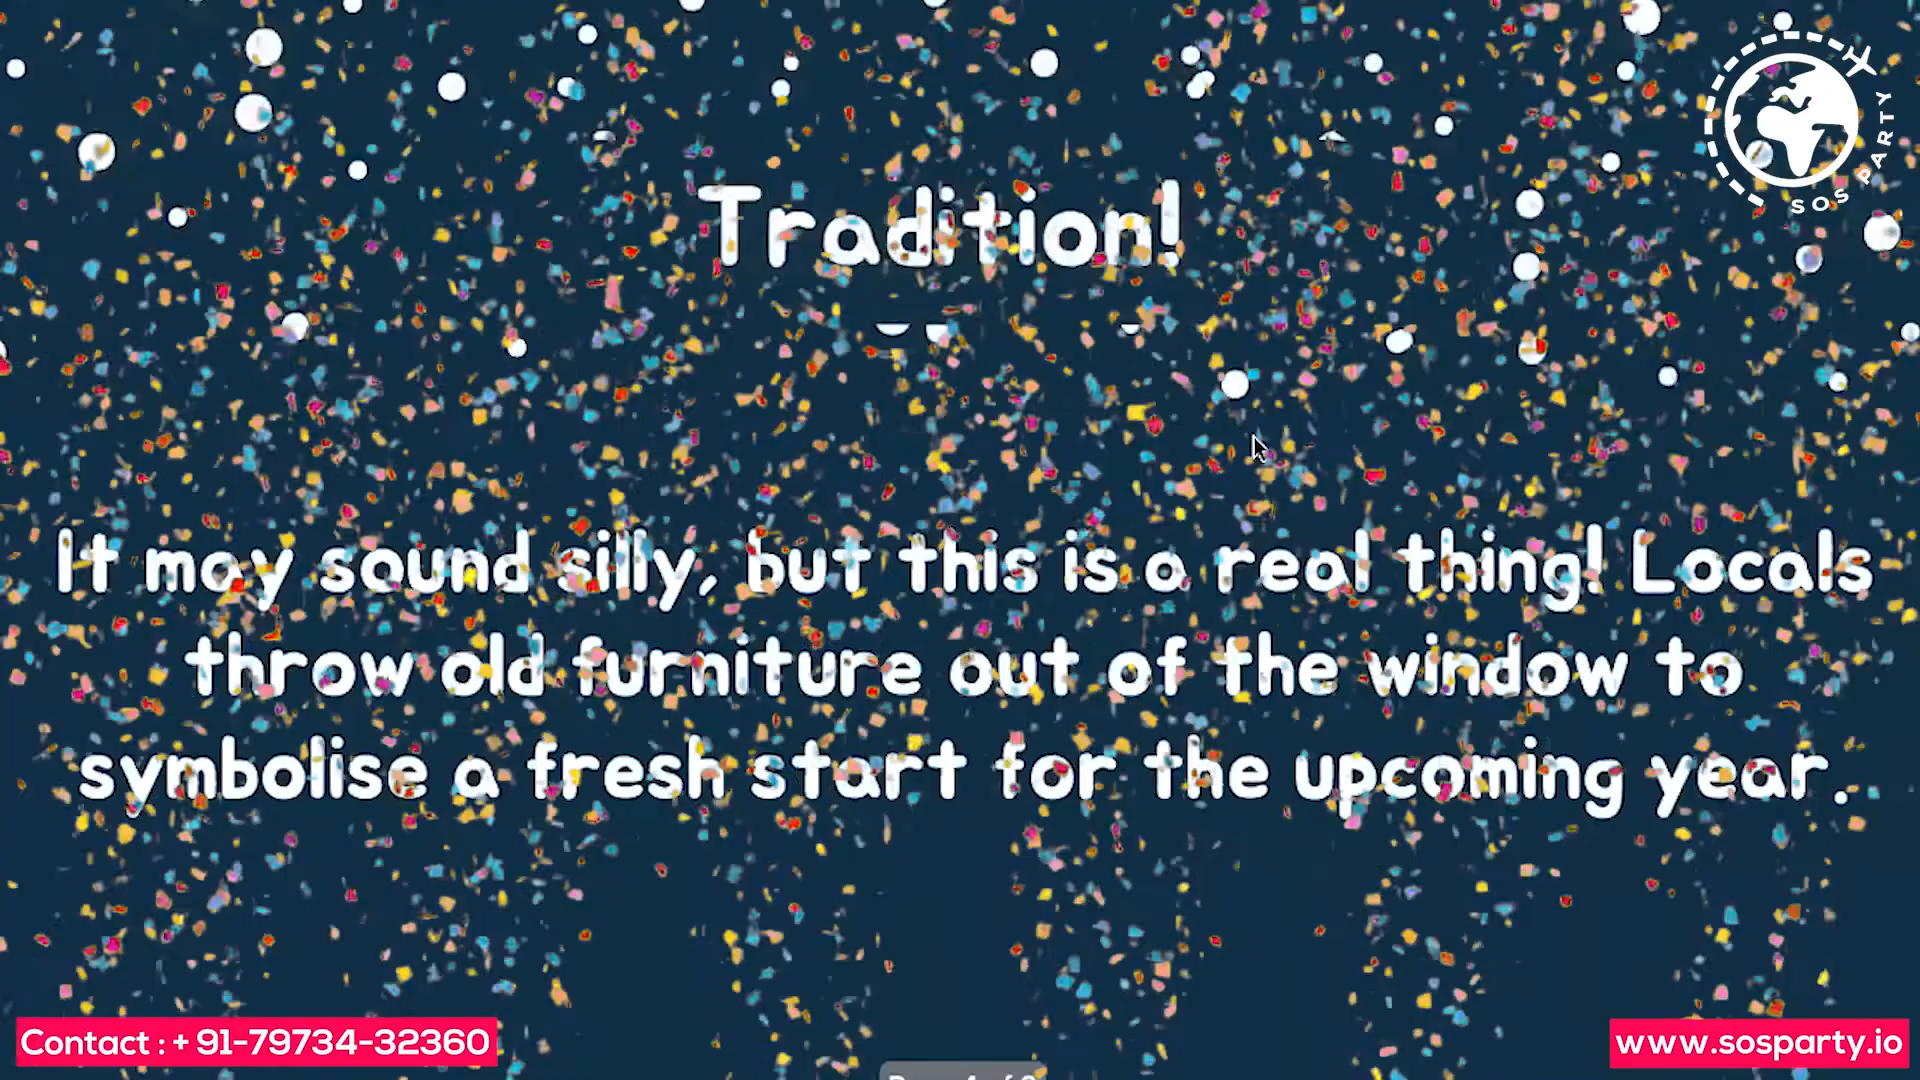 SOS PARTY
Tradition!
It may sound silly, but this is a real thing! Locals
throw old furniture out of the window to
symbolise a fresh start for the upcoming year.
Contact : + 91-79734-32360
www.sosparty.io